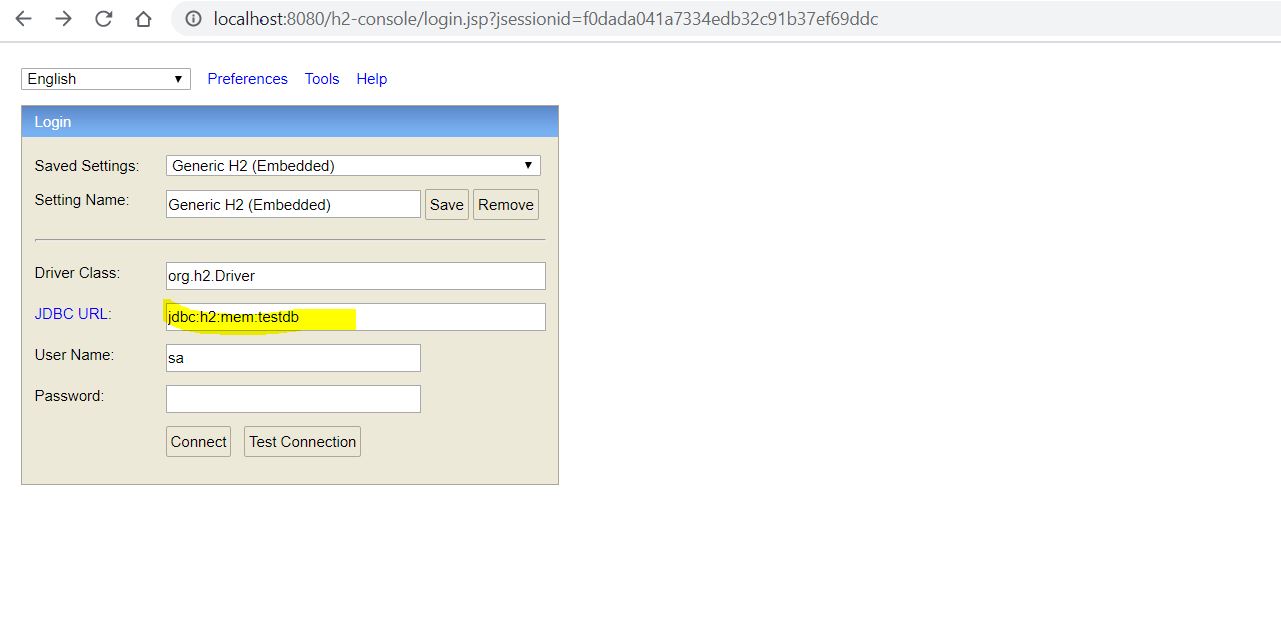 localhost:8080/h2-console/login.jsp?jsessionid=f0dada041a7334edb32c91b37ef69ddc
English Preferences Tools Help
Login
Saved Settings: Generic H2 (Embedded)
Setting Name: Generic H2 (Embedded) Save Remove
Driver Class: org.h2.Driver
JDBC URL: jdbc:h2:mem:testdb
User Name: sa
Password:
Connect Test Connection